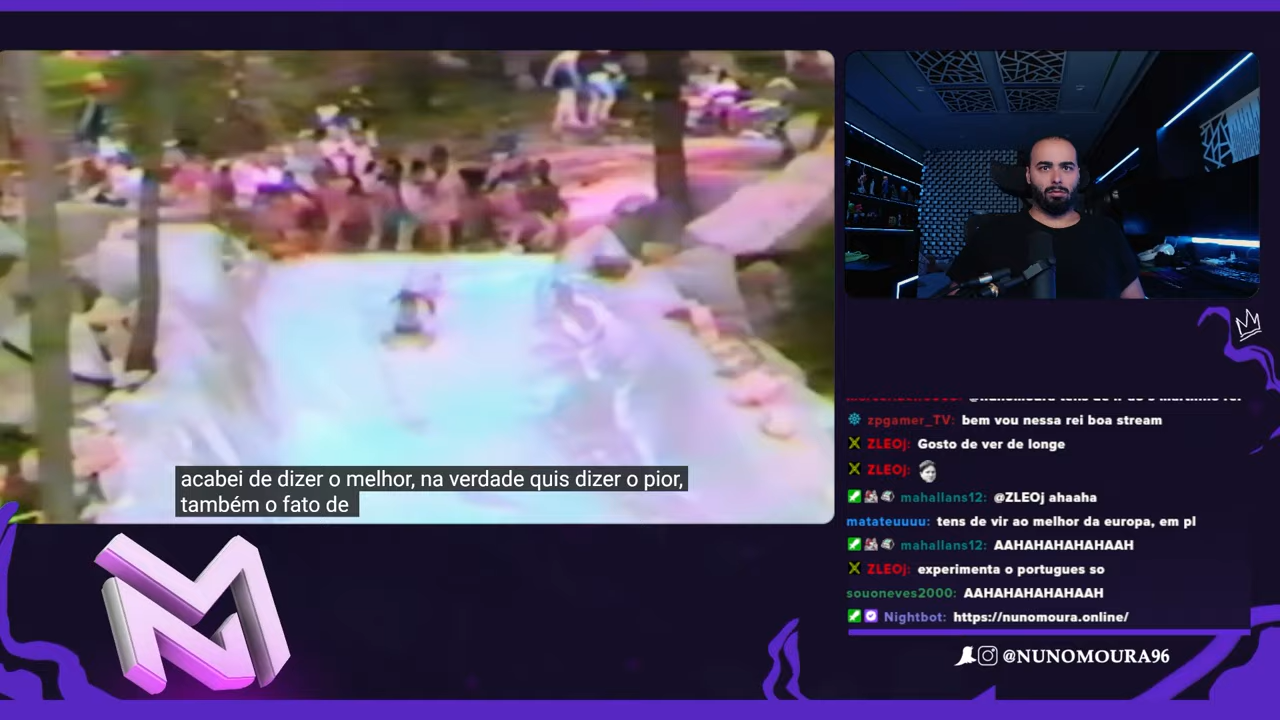 acabei de dizer o melhor, na verdade quis dizer o pior,
também o fato de
zpgamer_TV: bem vou nessa rei boa stream
ZLEOj: Gosto de ver de longe
ZLEOj:
mahallans12: @ZLEOj ahaaha
matateuuuu: tens de vir ao melhor da europa, em pl
mahallans12: AAHAHAHAHAHAAH
ZLEOj: experimenta o portugues so
souoneves2000: AAHAHAHAHAHAAH
Nightbot: https://nunomoura.online/
@NUNOMOURA96